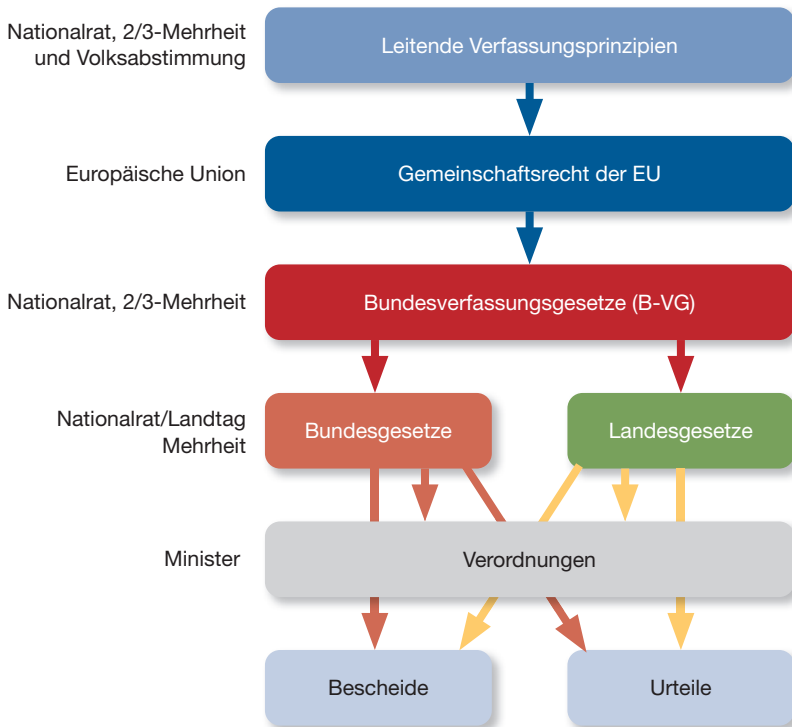 Nationalrat, 2/3-Mehrheit
und Volksabstimmung
Leitende Verfassungsprinzipien
Europäische Union
Gemeinschaftsrecht der EU
Nationalrat, 2/3-Mehrheit
Bundesverfassungsgesetze (B-VG)
Nationalrat/Landtag
Mehrheit
Bundesgesetze
Landesgesetze
Minister
Verordnungen
Bescheide
Urteile